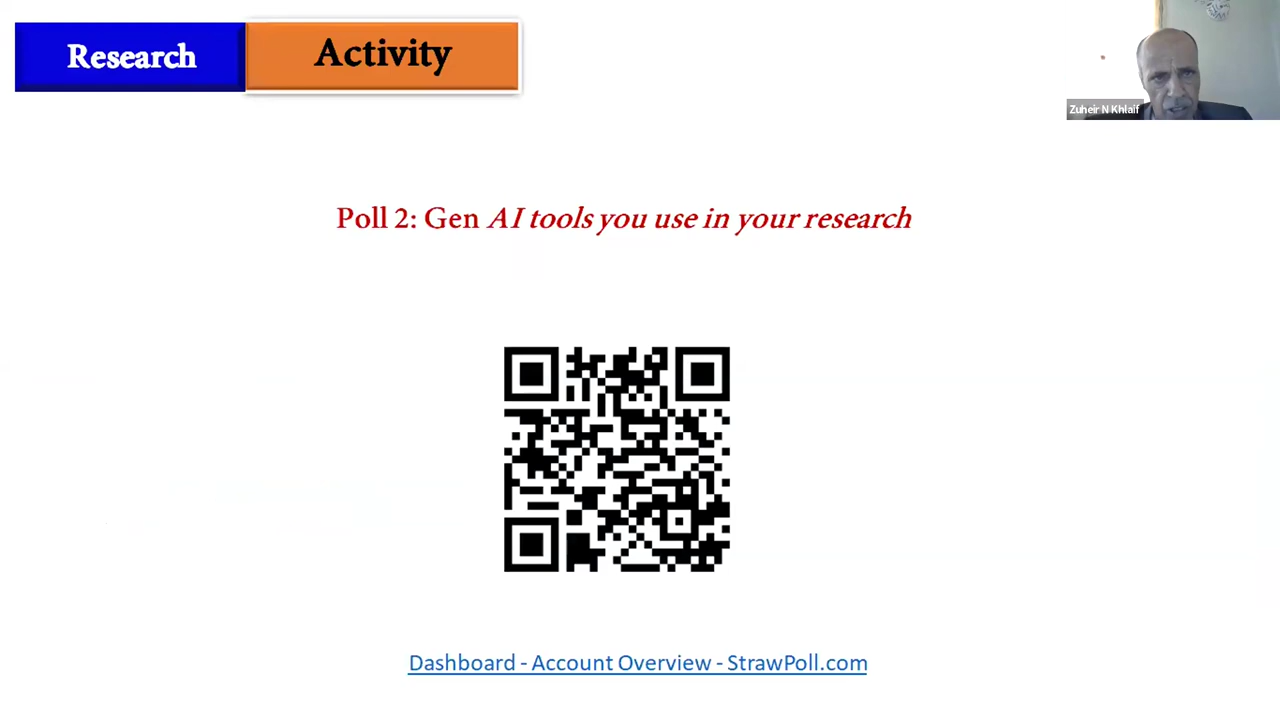 Research
Activity
Zuheir N Khlaif
Poll 2: Gen AI tools you use in your research
Dashboard - Account Overview - StrawPoll.com